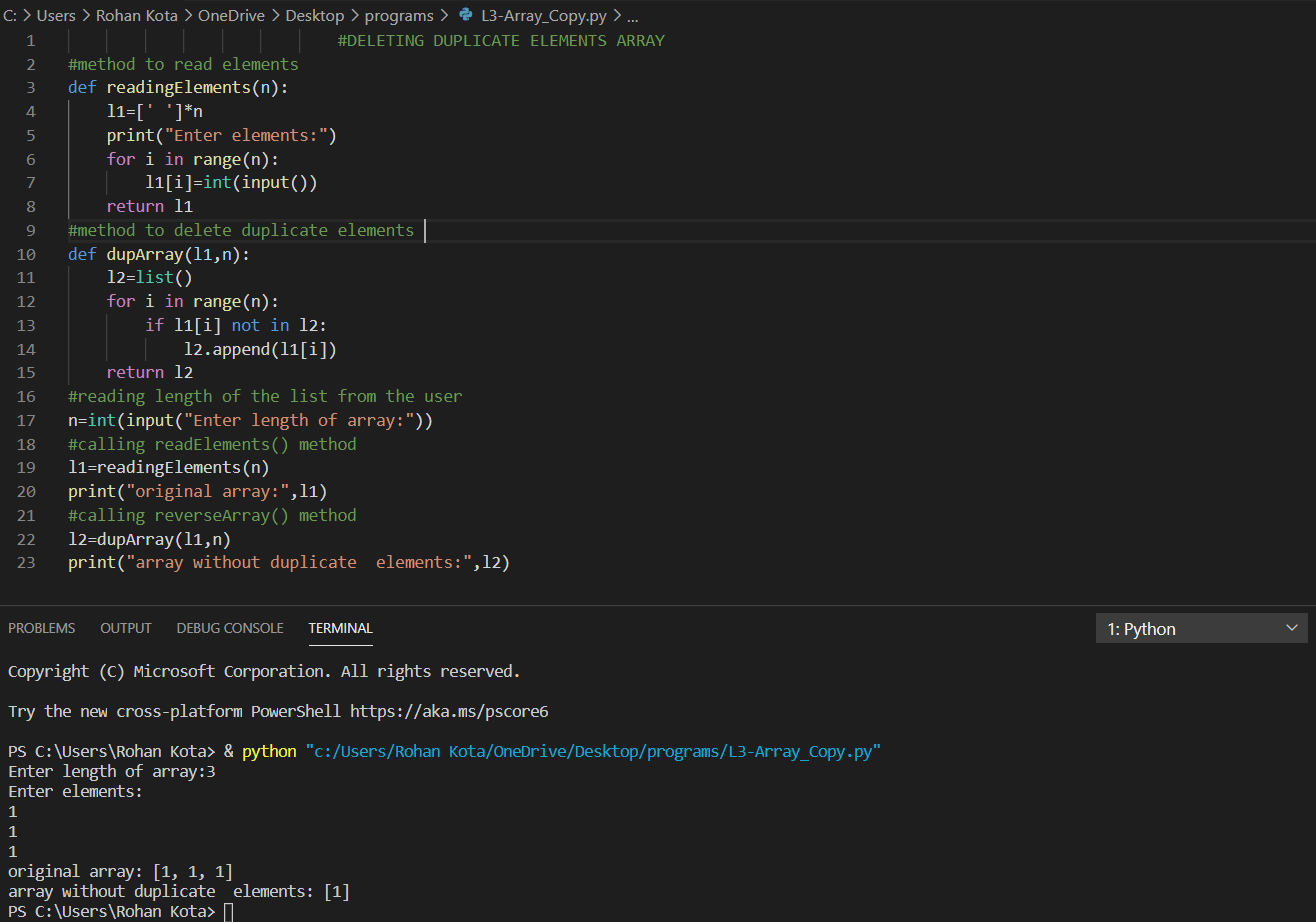 C: > Users > Rohan Kota > OneDrive > Desktop > programs > L3-Array_Copy.py > ...
1                             #DELETING DUPLICATE ELEMENTS ARRAY
2  #method to read elements
3  def readingElements(n):
4      l1=[' ']*n
5      print("Enter elements:")
6      for i in range(n):
7          l1[i]=int(input())
8      return l1
9  #method to delete duplicate elements
10 def dupArray(l1,n):
11     l2=list()
12     for i in range(n):
13         if l1[i] not in l2:
14             l2.append(l1[i])
15     return l2
16 #reading length of the list from the user
17 n=int(input("Enter length of array:"))
18 #calling readElements() method
19 l1=readingElements(n)
20 print("original array:",l1)
21 #calling reverseArray() method
22 l2=dupArray(l1,n)
23 print("array without duplicate  elements:",l2)
PROBLEMS OUTPUT DEBUG CONSOLE TERMINAL 1: Python
Copyright (C) Microsoft Corporation. All rights reserved.
Try the new cross-platform PowerShell https://aka.ms/pscore6
PS C:\Users\Rohan Kota> & python "c:/Users/Rohan Kota/OneDrive/Desktop/programs/L3-Array_Copy.py"
Enter length of array:3
Enter elements:
1
1
1
original array: [1, 1, 1]
array without duplicate  elements: [1]
PS C:\Users\Rohan Kota>